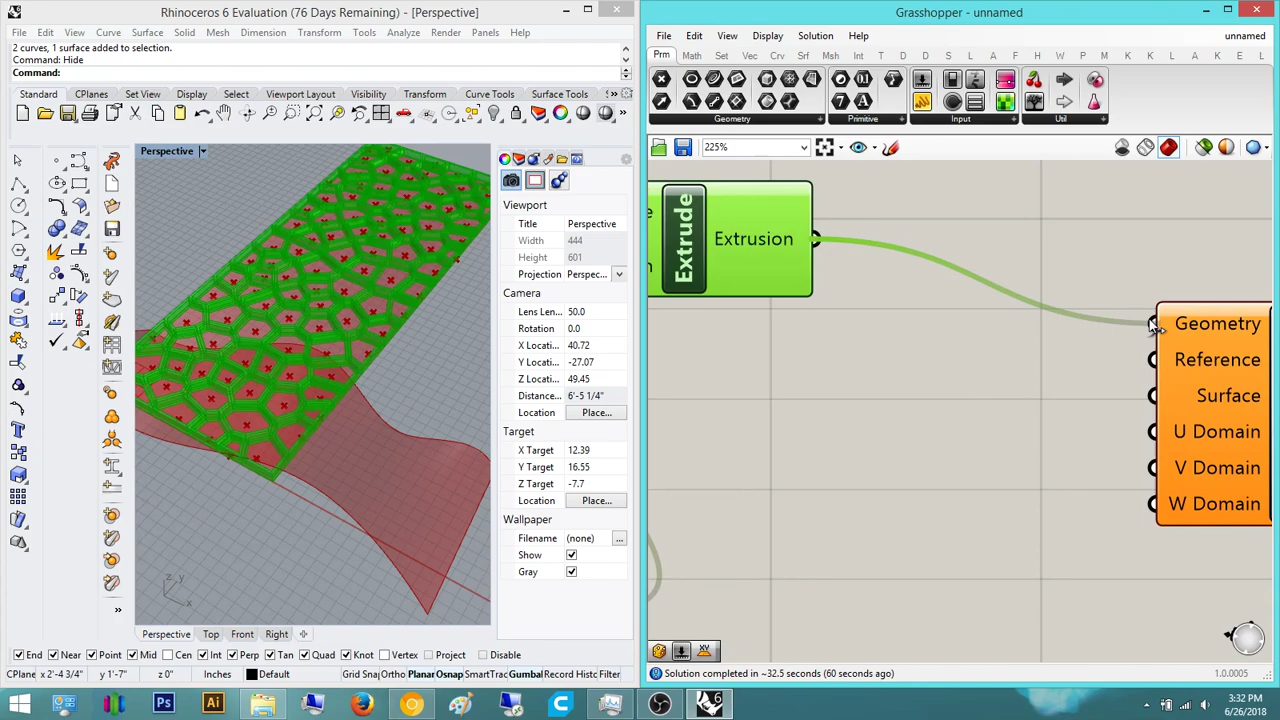 Rhinoceros 6 Evaluation (76 Days Remaining) - [Perspective]
File Edit View Curve Surface Solid Mesh Dimension Transform Tools Analyze Render Panels Help
2 curves, 1 surface added to selection.
Command: Hide
Command:
Standard CPlanes Set View Display Select Viewport Layout Visibility Transform Curve Tools Surface Tools
Perspective
Viewport
Title Perspective
Width 444
Height 601
Projection Perspec...
Camera
Lens Len... 50.0
Rotation 0.0
X Locati... 40.72
Y Locati... -27.07
Z Locati... 49.45
Distance... 6'-5 1/4"
Location Place...
Target
X Target 12.39
Y Target 16.55
Z Target -7.7
Location Place...
Wallpaper
Filename (none) ...
Show
Gray
z y
x
Perspective Top Front Right
End Near Point Mid Cen Int Perp Tan Quad Knot Vertex Project Disable
CPlane x 2'-4 3/4" y 1'-7" z 0" Inches Default Grid Snap Ortho Planar Osnap SmartTrac Gumbal Record Histo Filter
Grasshopper - unnamed
File Edit View Display Solution Help unnamed
Prm Math Set Vec Crv Srf Msh Int T D D S L A F H W M K K E L
Geometry Primitive Input Util
225%
Extrude
Extrusion
Geometry
Reference
Surface
U Domain
V Domain
W Domain
Solution completed in ~32.5 seconds (60 seconds ago) 1.0.0005
Ps Ai 6
3:32 PM
6/26/2018